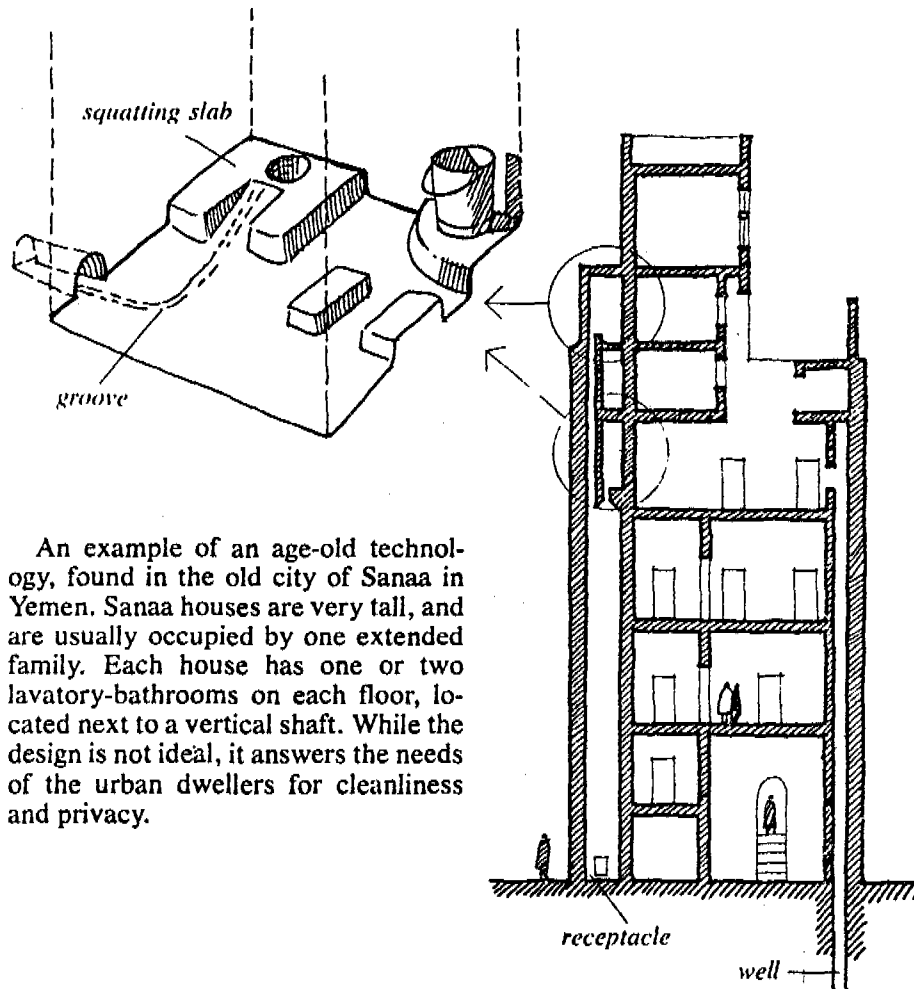 squatting slab
groove
An example of an age-old technol-
ogy, found in the old city of Sanaa in
Yemen. Sanaa houses are very tall, and
are usually occupied by one extended
family. Each house has one or two
lavatory-bathrooms on each floor, lo-
cated next to a vertical shaft. While the
design is not ideal, it answers the needs
of the urban dwellers for cleanliness
and privacy.
receptacle
well